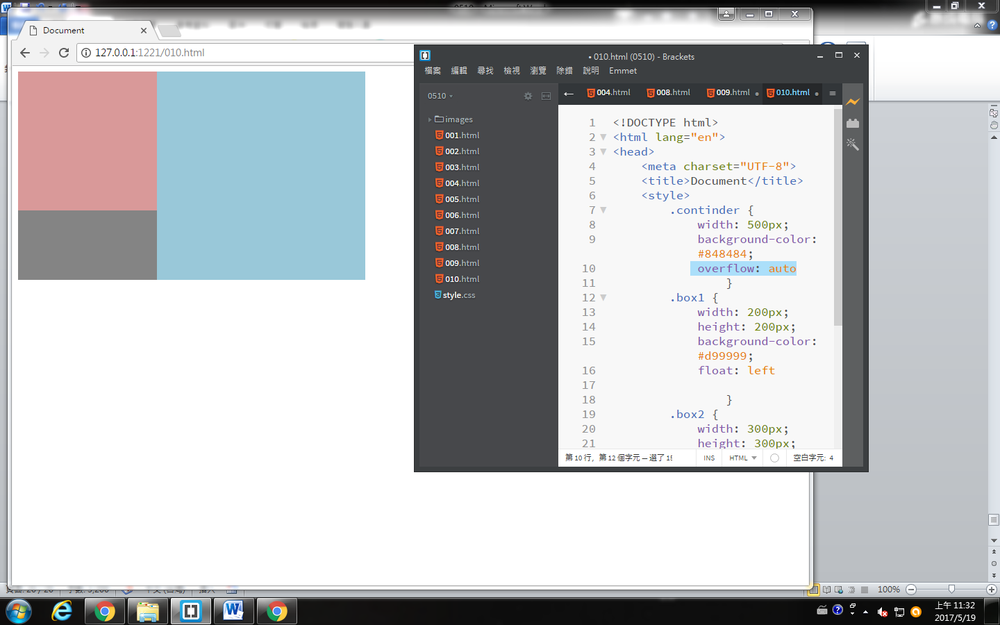 Document
127.0.0.1:1221/010.html
• 010.html (0510) - Brackets
檔案 編輯 尋找 檢視 瀏覽 除錯 說明 Emmet
0510
images
001.html
002.html
003.html
004.html
005.html
006.html
007.html
008.html
009.html
010.html
style.css
004.html 008.html 009.html 010.html
1 <!DOCTYPE html>
2 <html lang="en">
3 <head>
4 <meta charset="UTF-8">
5 <title>Document</title>
6 <style>
7 .continder {
8 width: 500px;
9 background-color:
#848484;
10 overflow: auto
11 }
12 .box1 {
13 width: 200px;
14 height: 200px;
15 background-color:
#d99999;
16 float: left
17
18 }
19 .box2 {
20 width: 300px;
21 height: 300px;
第 10 行, 第 12 個字元 — 選了 15
INS HTML 空白字元: 4
100%
上午 11:32
2017/5/19